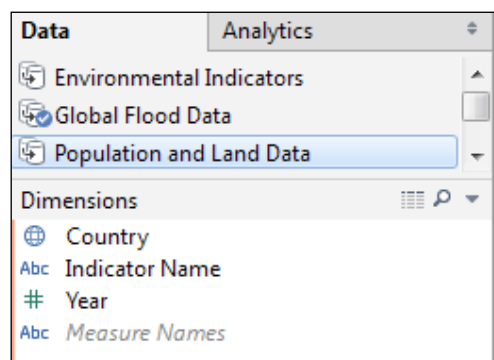 Data Analytics
Environmental Indicators
Global Flood Data
Population and Land Data
Dimensions
Country
Abc Indicator Name
# Year
Abc Measure Names